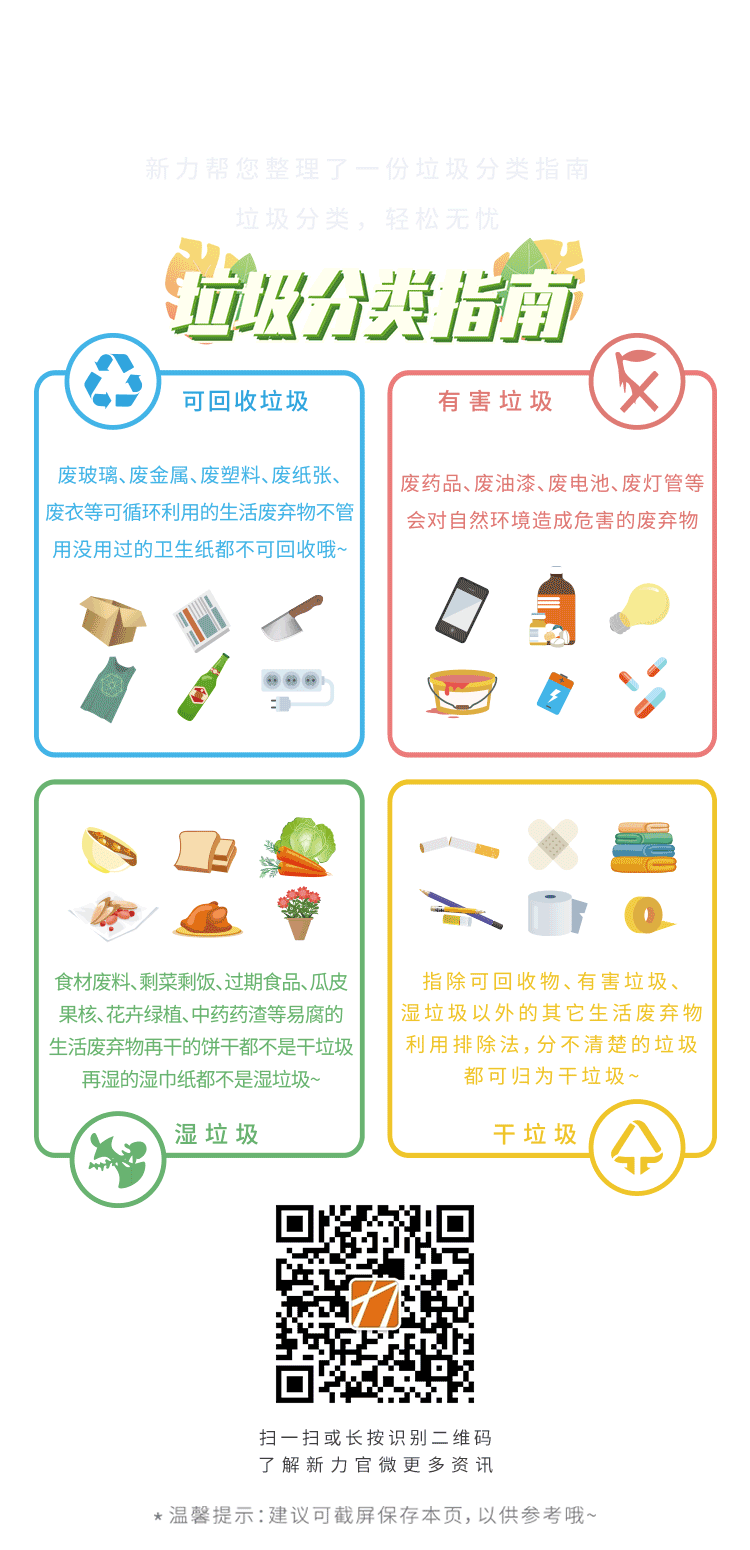 新力帮您整理了一份垃圾分类指南
垃圾分类，轻松无忧
垃圾分类指南
可回收垃圾
废玻璃、废金属、废塑料、废纸张、
废衣等可循环利用的生活废弃物不管
用没用过的卫生纸都不可回收哦~
有害垃圾
废药品、废油漆、废电池、废灯管等
会对自然环境造成危害的废弃物
食材废料、剩菜剩饭、过期食品、瓜皮
果核、花卉绿植、中药药渣等易腐的
生活废弃物再干的饼干都不是干垃圾
再湿的湿巾纸都不是湿垃圾~
湿垃圾
指除可回收物、有害垃圾、
湿垃圾以外的其它生活废弃物
利用排除法，分不清楚的垃圾
都可归为干垃圾~
干垃圾
扫一扫或长按识别二维码
了解新力官微更多资讯
*温馨提示：建议可截屏保存本页，以供参考哦~